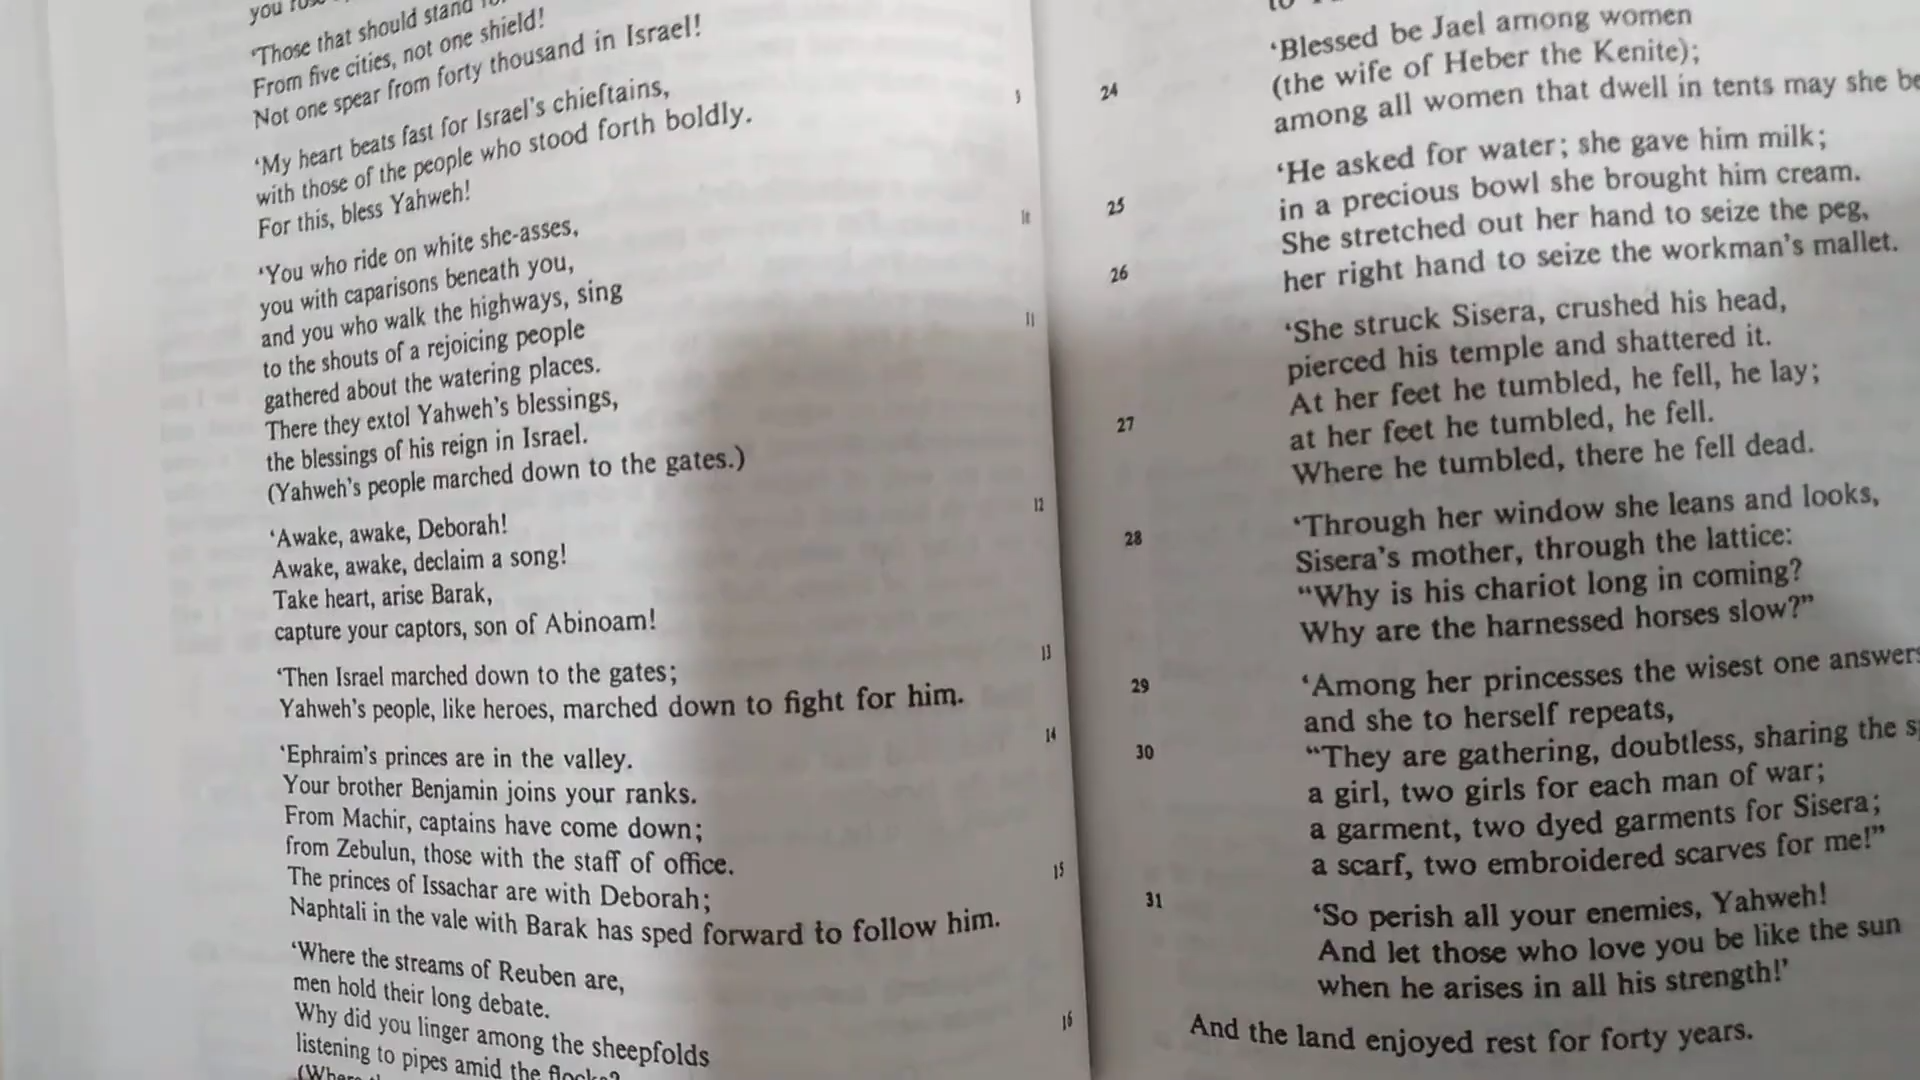 you
'Those that should stand
From five cities, not one shield!
Not one spear from forty thousand in Israel!
'My heart beats fast for Israel's chieftains,
with those of the people who stood forth boldly.
For this, bless Yahweh!
'You who ride on white she-asses,
you with caparisons beneath you,
and you who walk the highways, sing
to the shouts of a rejoicing people
gathered about the watering places.
There they extol Yahweh's blessings,
the blessings of his reign in Israel.
(Yahweh's people marched down to the gates.)
'Awake, awake, Deborah!
Awake, awake, declaim a song!
Take heart, arise Barak,
capture your captors, son of Abinoam!
'Then Israel marched down to the gates;
Yahweh's people, like heroes, marched down to fight for him.
'Ephraim's princes are in the valley.
Your brother Benjamin joins your ranks.
From Machir, captains have come down;
from Zebulun, those with the staff of office.
The princes of Issachar are with Deborah;
Naphtali in the vale with Barak has sped forward to follow him.
'Where the streams of Reuben are,
men hold their long debate.
Why did you linger among the sheepfolds
listening to pipes amid the flocks?
9
11
12
13
14
15
16
'Blessed be Jael among women
24 (the wife of Heber the Kenite);
among all women that dwell in tents may she be
'He asked for water; she gave him milk;
25 in a precious bowl she brought him cream.
She stretched out her hand to seize the peg,
26 her right hand to seize the workman's mallet.
'She struck Sisera, crushed his head,
pierced his temple and shattered it.
At her feet he tumbled, he fell, he lay;
27 at her feet he tumbled, he fell.
Where he tumbled, there he fell dead.
'Through her window she leans and looks,
28 Sisera's mother, through the lattice:
"Why is his chariot long in coming?
Why are the harnessed horses slow?"
29 'Among her princesses the wisest one answers
and she to herself repeats,
30 "They are gathering, doubtless, sharing the
a girl, two girls for each man of war;
a garment, two dyed garments for Sisera;
a scarf, two embroidered scarves for me!"
31 'So perish all your enemies, Yahweh!
And let those who love you be like the sun
when he arises in all his strength!'
And the land enjoyed rest for forty years.